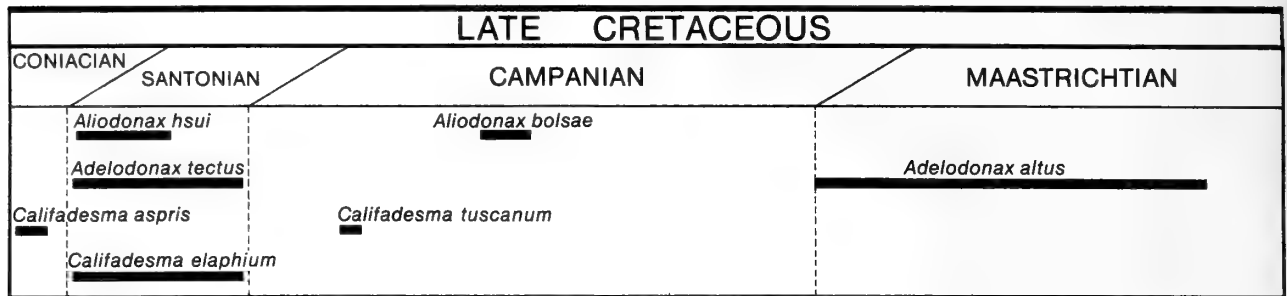 LATE CRETACEOUS
CONIACIAN
SANTONIAN
CAMPANIAN
MAASTRICHTIAN
Aliodonax hsui
Aliodonax bolsae
Adelodonax tectus
Adelodonax altus
Califadesma aspris
Califadesma tuscanum
Califadesma elaphium